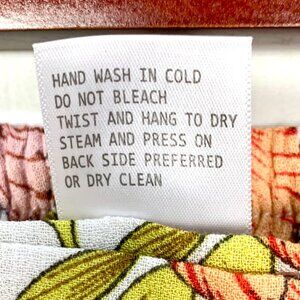 HAND WASH IN COLD
DO NOT BLEACH
TWIST AND HANG TO DRY
STEAM AND PRESS ON
BACK SIDE PREFERRED
OR DRY CLEAN